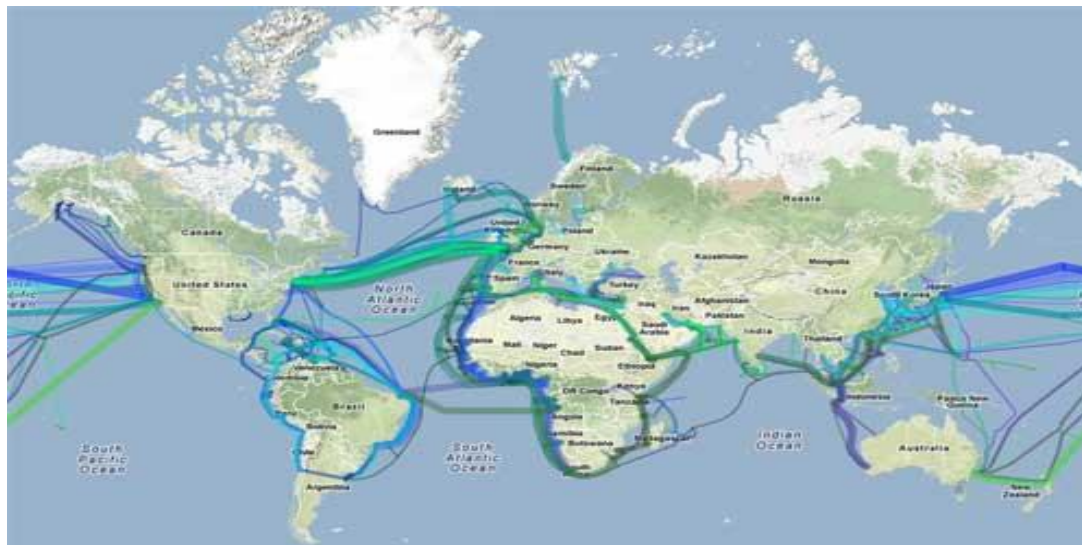 Greenland
Iceland
Finland
Sweden
Norway
Russia
Canada
United
Poland
Germany
Ukraine
France
Kazakhstan
Mongolia
United States
Spain
Italy
Turkey
China
South Korea
Japan
North
Atlantic
Ocean
Iraq
Iran
Afghanistan
Pakistan
Mexico
Algeria
Libya
Egypt
Saudi
Arabia
India
Thailand
Mali
Niger
Chad
Sudan
Nigeria
Ethiopia
Venezuela
DR Congo
Kenya
Tanzania
Indonesia
Papua New
Guinea
Brazil
Peru
Bolivia
Angola
Namibia
Botswana
Madagascar
South
Pacific
Ocean
Chile
South
Atlantic
Ocean
Indian
Ocean
Australia
Argentina
South
New
Zealand